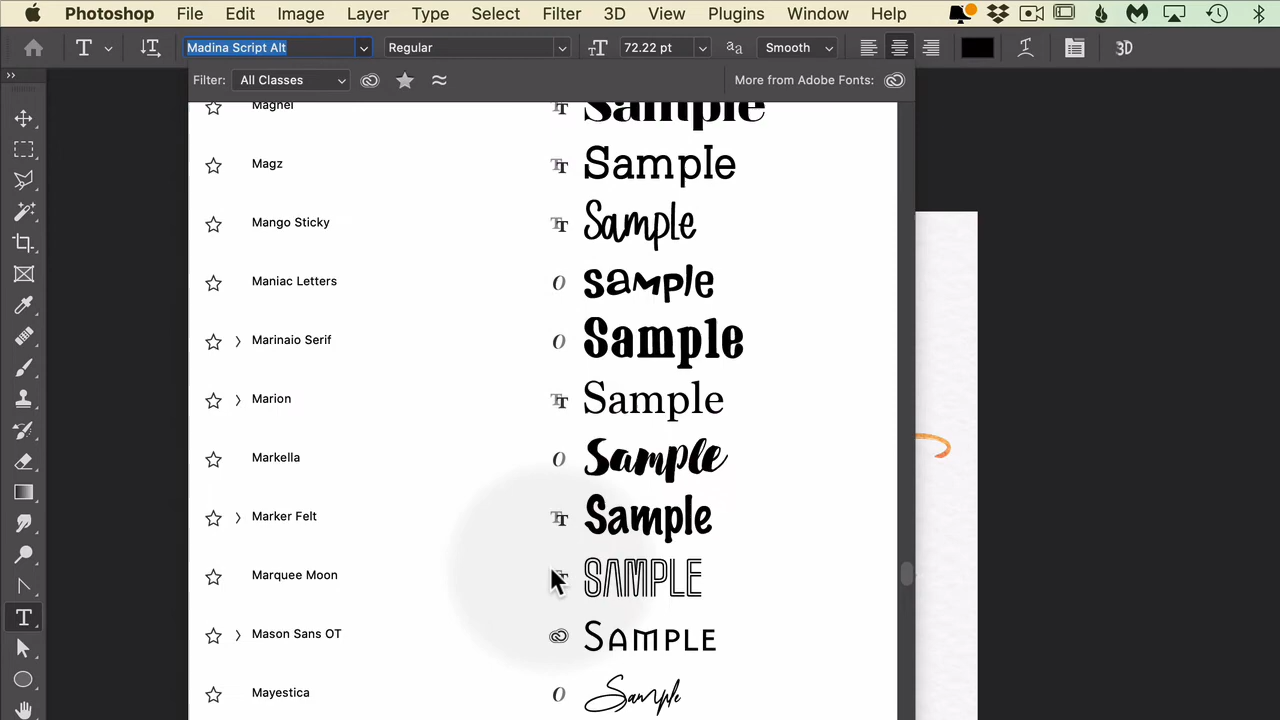 Photoshop File Edit Image Layer Type Select Filter 3D View Plugins Window Help
T Madina Script Alt Regular 72.22 pt Smooth 3D
Filter: All Classes More from Adobe Fonts:
Magnel Sample
Magz Sample
Mango Sticky Sample
Maniac Letters sample
Marinaio Serif Sample
Marion Sample
Markella Sample
Marker Felt Sample
Marquee Moon SAMPLE
Mason Sans OT SAMPLE
Mayestica Sample